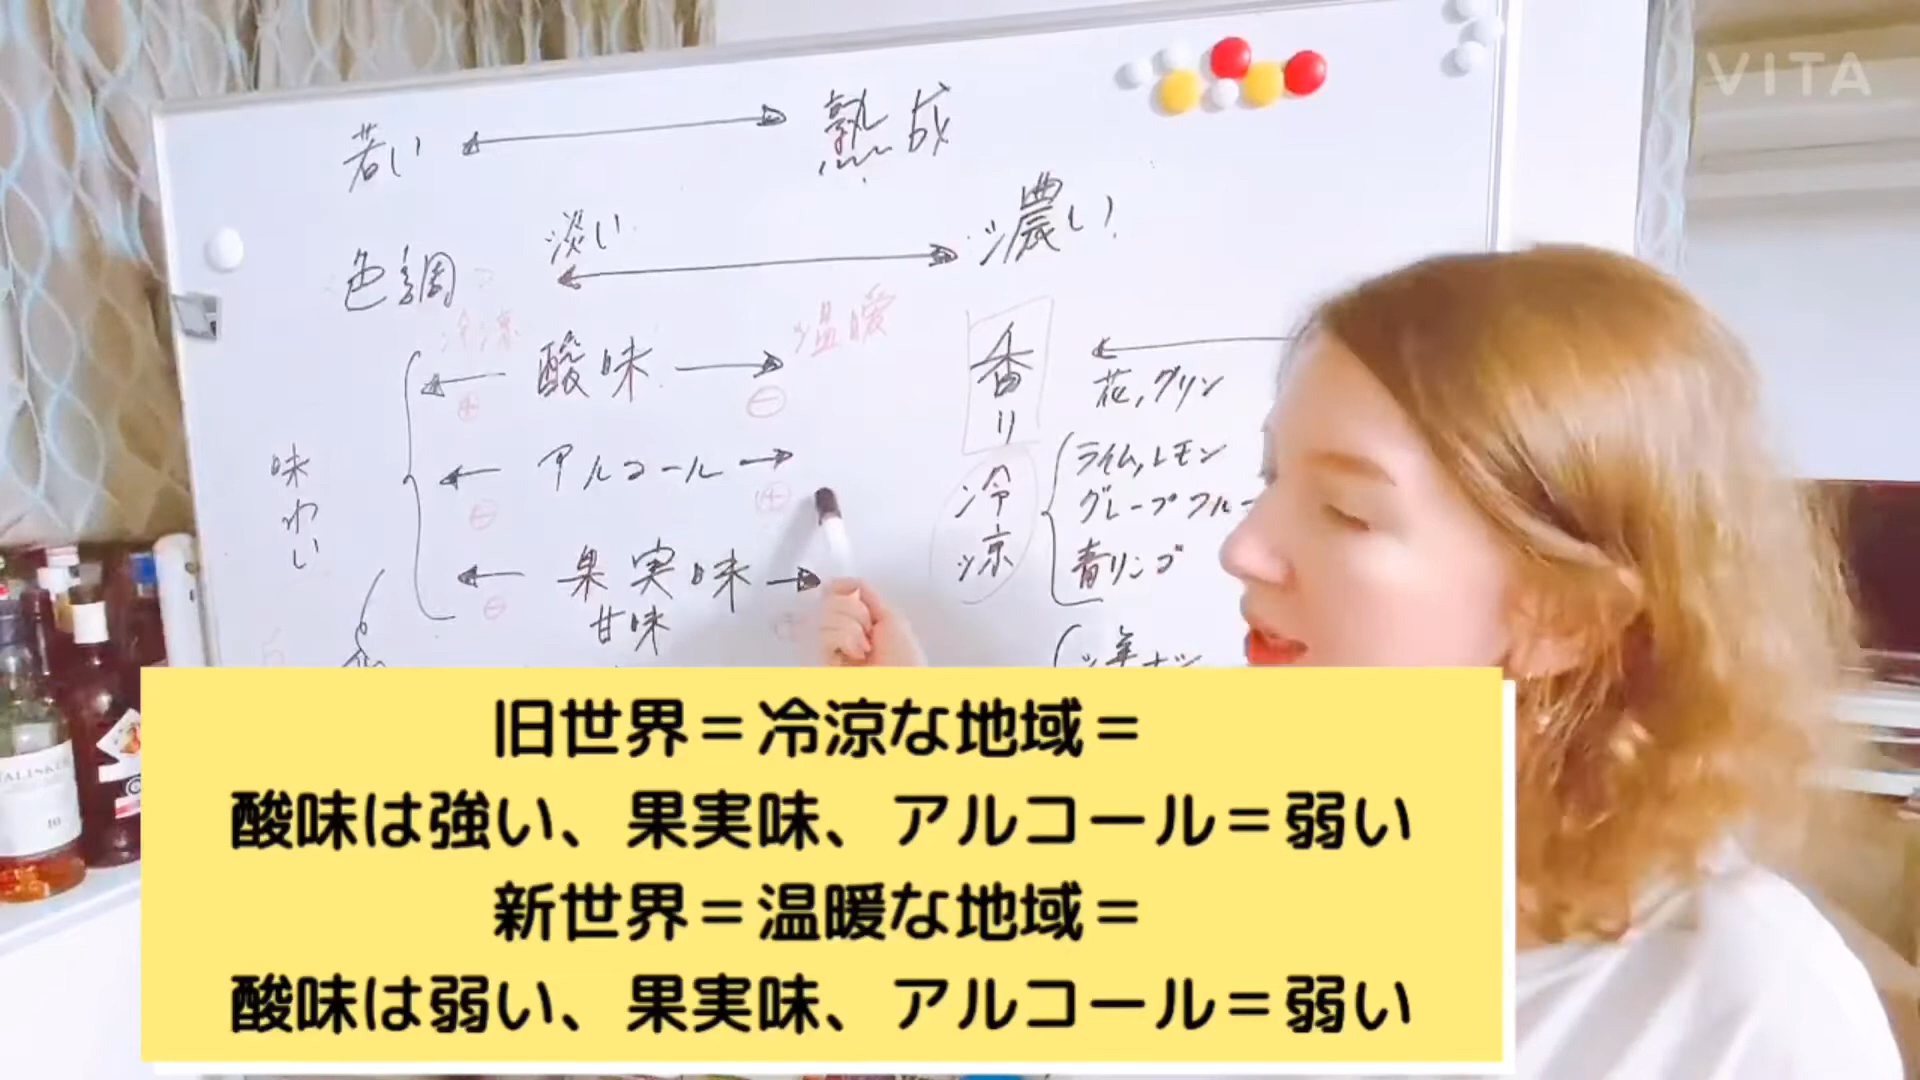 VITA
若い 熟成
淡い 濃い
色調
冷涼 酸味 温暖
⊕ ⊖
味わい
アルコール
⊖ ⊕
果実味
⊖ ⊕
甘味
香り
花,グリン
冷涼
ライム,レモン
グレープフルー
青リンゴ
ALISKE
10
旧世界=冷涼な地域=
酸味は強い、果実味、アルコール=弱い
新世界=温暖な地域=
酸味は弱い、果実味、アルコール=弱い